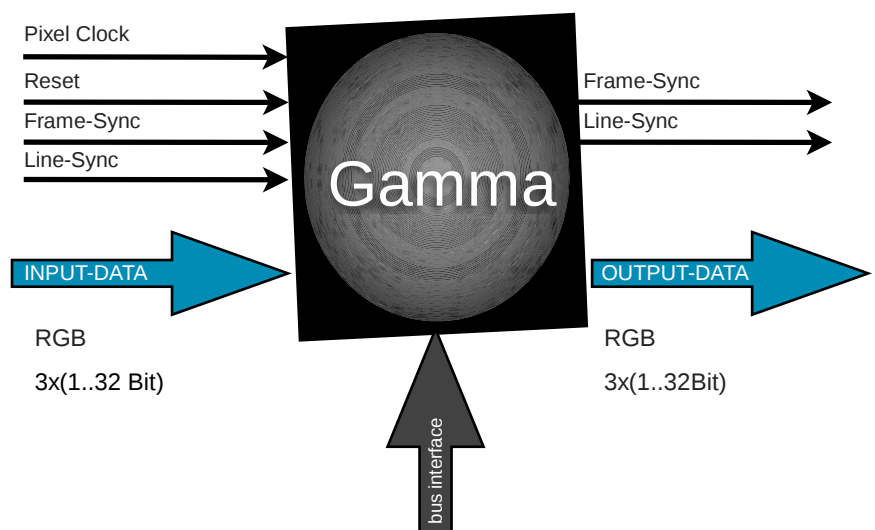 Pixel Clock
Reset
Frame-Sync
Line-Sync
Gamma
Frame-Sync
Line-Sync
INPUT-DATA
OUTPUT-DATA
RGB
3x(1..32 Bit)
RGB
3x(1..32Bit)
bus interface